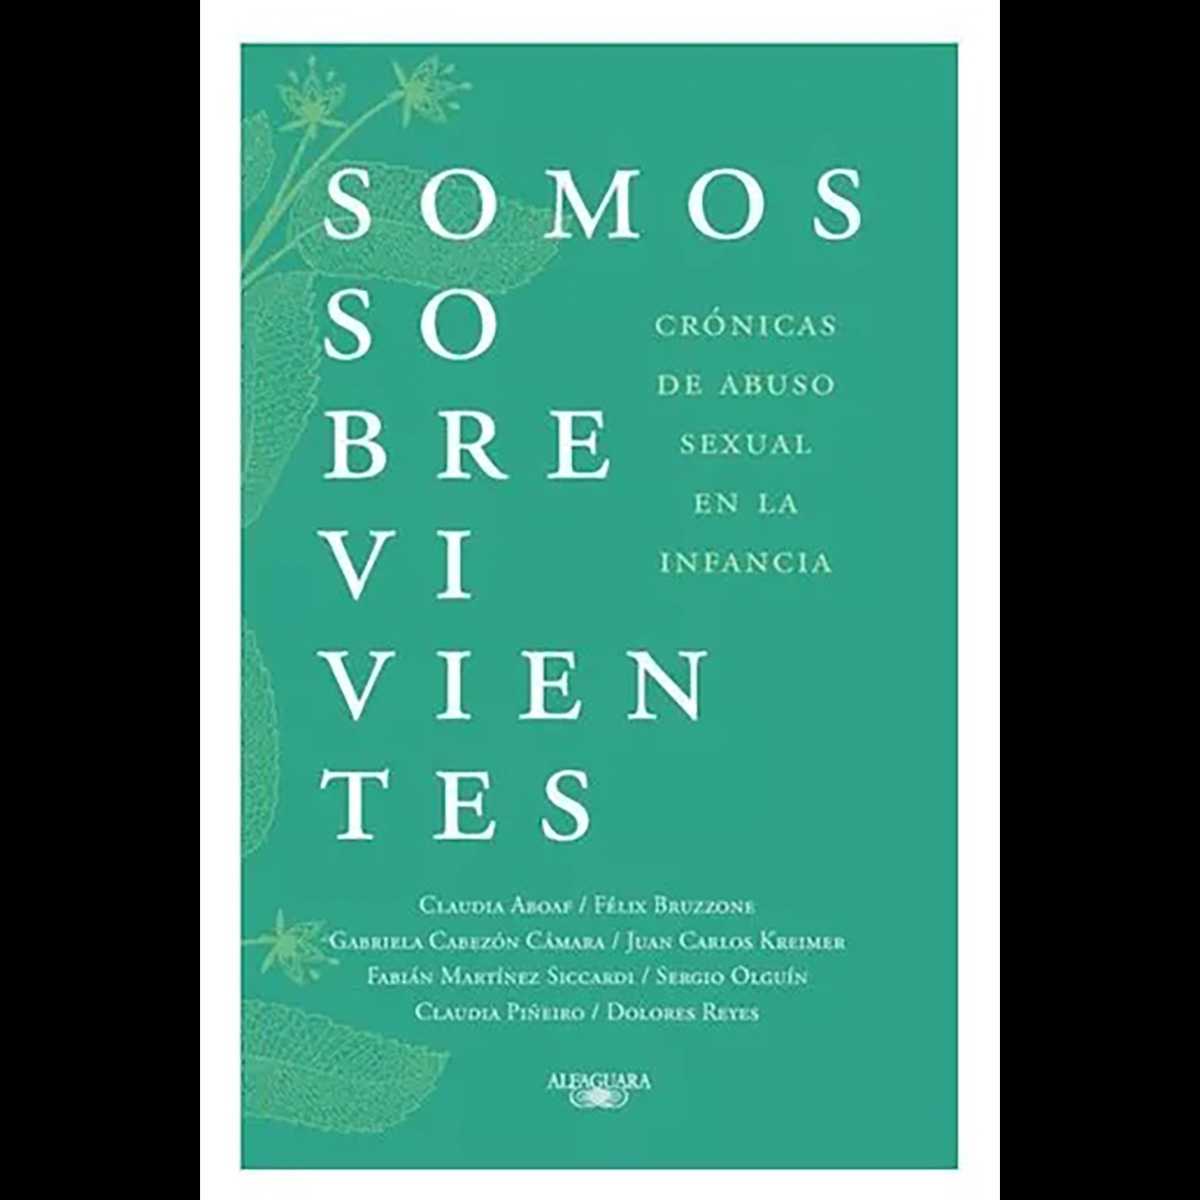 SOMOS
SO
BRE
VI
VIEN
TES
CRÓNICAS
DE ABUSO
SEXUAL
EN LA
INFANCIA
CLAUDIA ABOAF / FÉLIX BRUZZONE
GABRIELA CABEZÓN CÁMARA / JUAN CARLOS KREIMER
FABIÁN MARTÍNEZ SICCARDI / SERGIO OLGUÍN
CLAUDIA PIÑEIRO / DOLORES REYES
ALFAGUARA